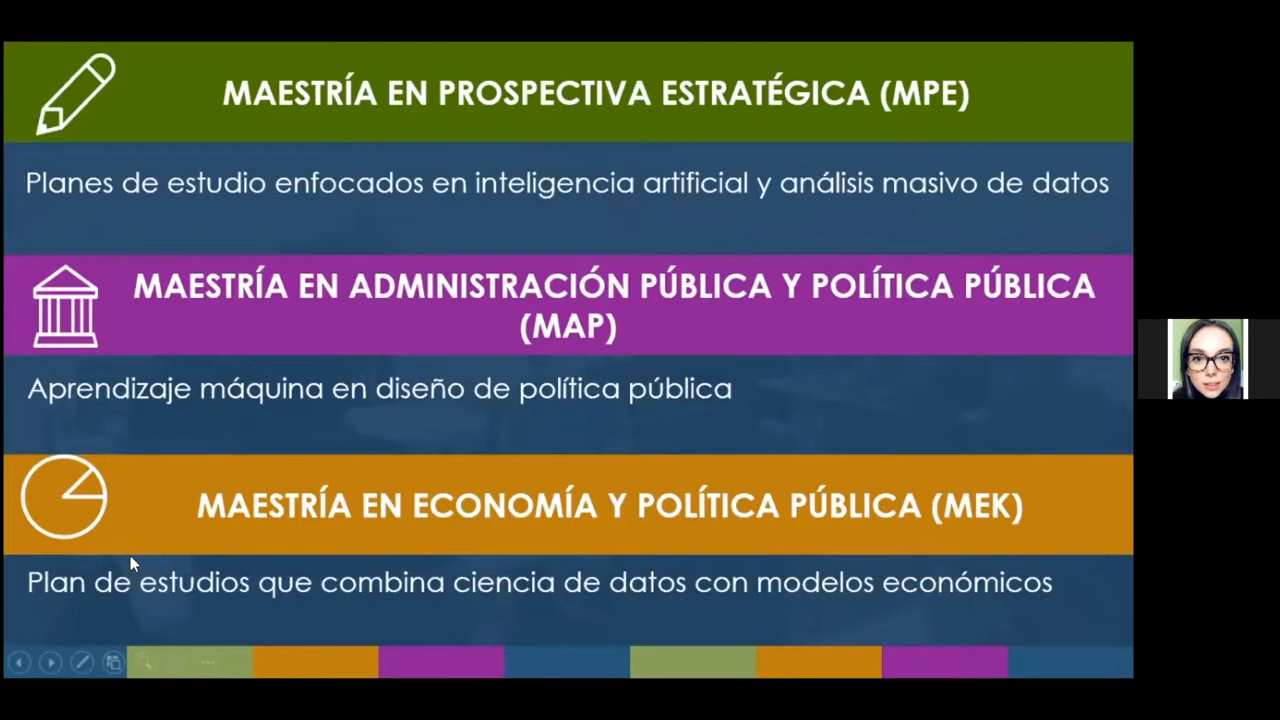 MAESTRÍA EN PROSPECTIVA ESTRATÉGICA (MPE)
Planes de estudio enfocados en inteligencia artificial y análisis masivo de datos
MAESTRÍA EN ADMINISTRACIÓN PÚBLICA Y POLÍTICA PÚBLICA
(MAP)
Aprendizaje máquina en diseño de política pública
MAESTRÍA EN ECONOMÍA Y POLÍTICA PÚBLICA (MEK)
Plan de estudios que combina ciencia de datos con modelos económicos